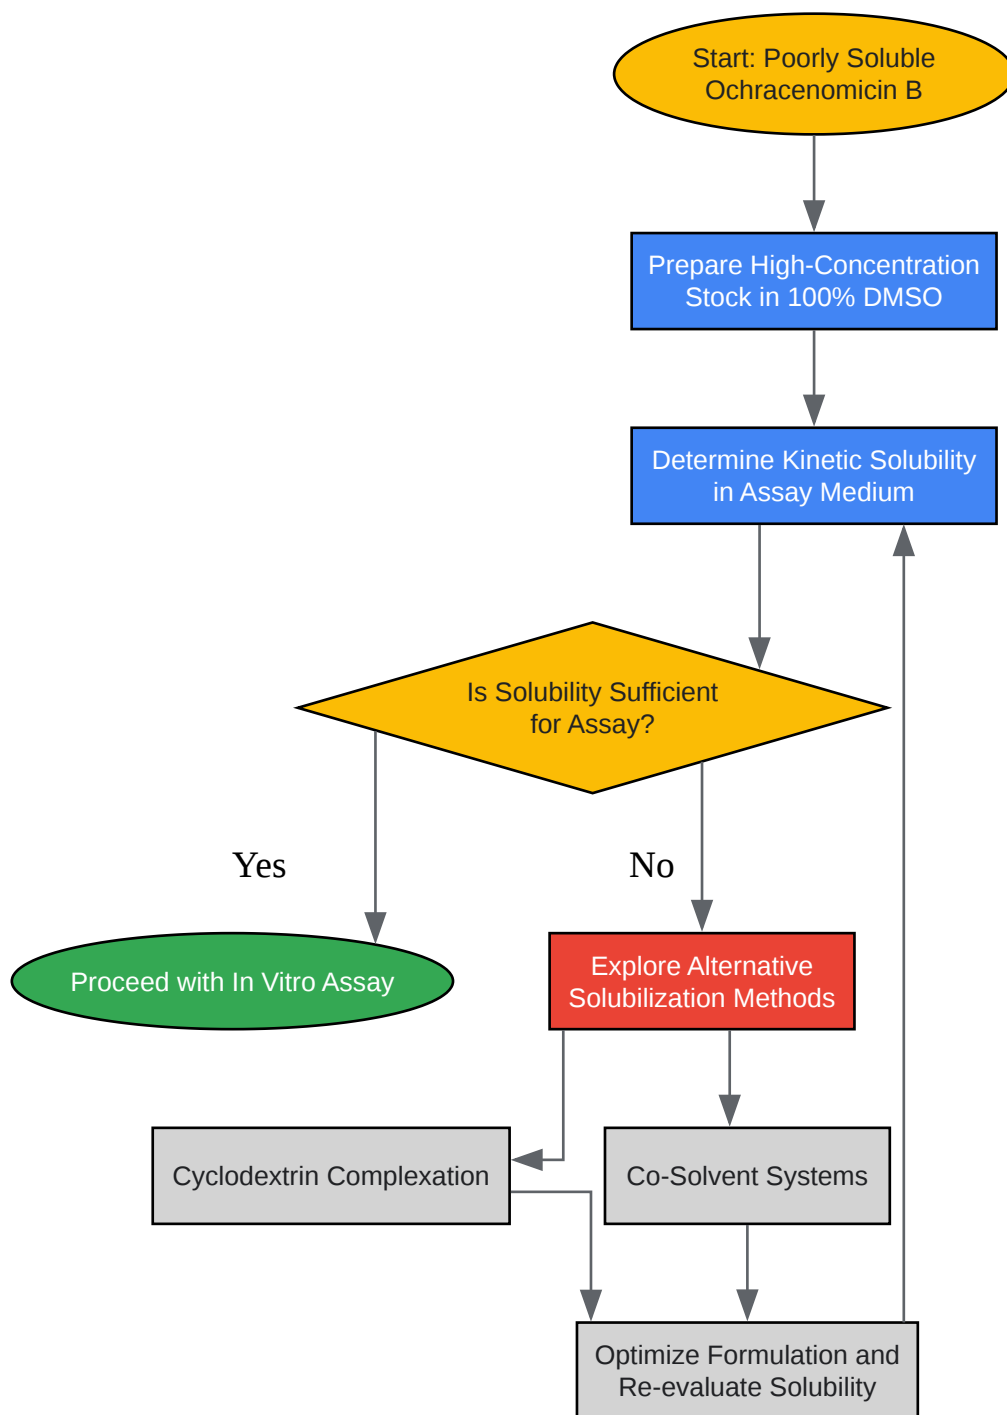 Start: Poorly Soluble
Ochracenomicin B
Prepare High-Concentration
Stock in 100% DMSO
Determine Kinetic Solubility
in Assay Medium
Is Solubility Sufficient
for Assay?
Yes
No
Proceed with In Vitro Assay
Explore Alternative
Solubilization Methods
Cyclodextrin Complexation
Co-Solvent Systems
Optimize Formulation and
Re-evaluate Solubility